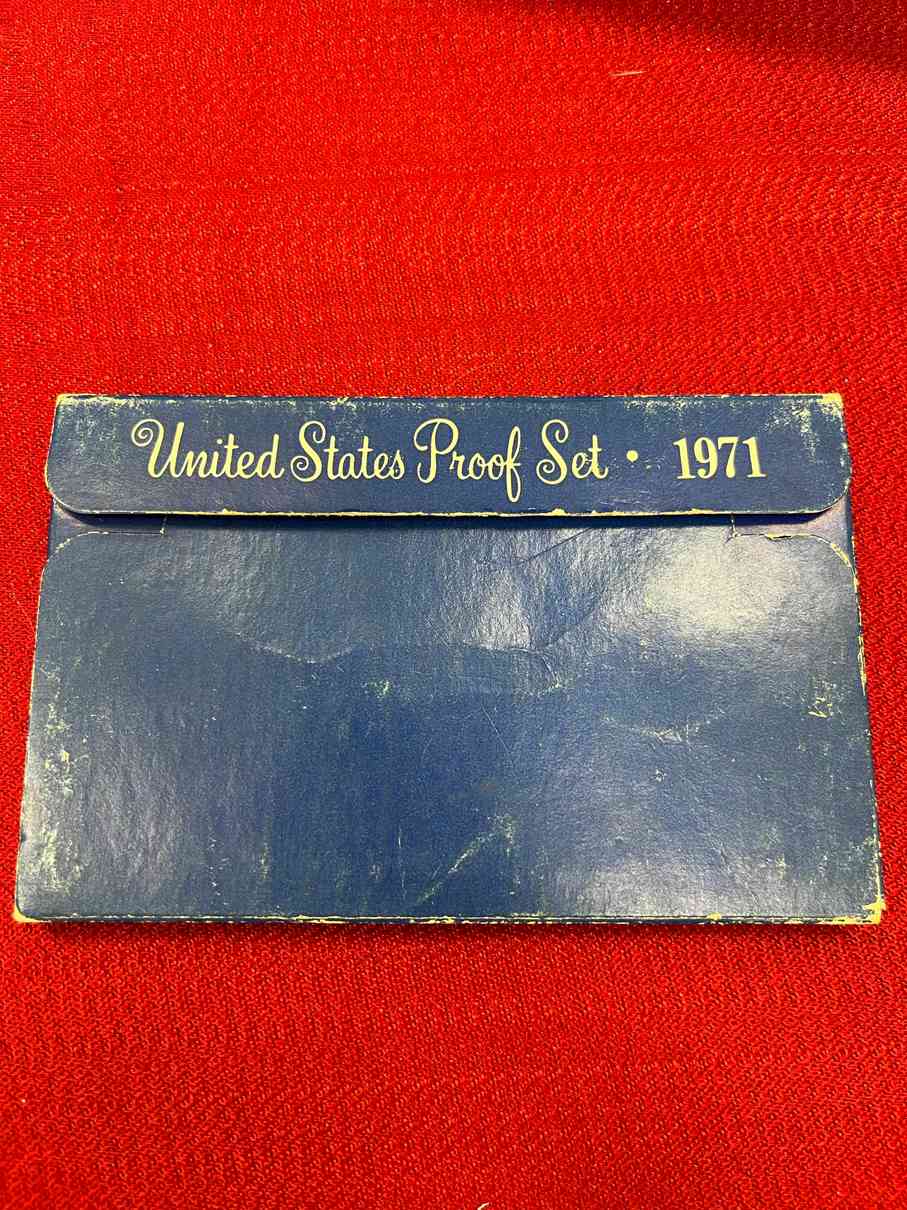 United States Proof Set • 1971